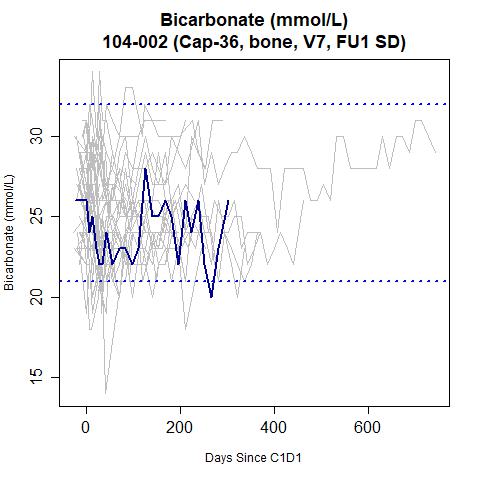 Bicarbonate (mmol/L)
104-002 (Cap-36, bone, V7, FU1 SD)
Bicarbonate (mmol/L)
30
25
20
15
0
200
400
600
Days Since C1D1